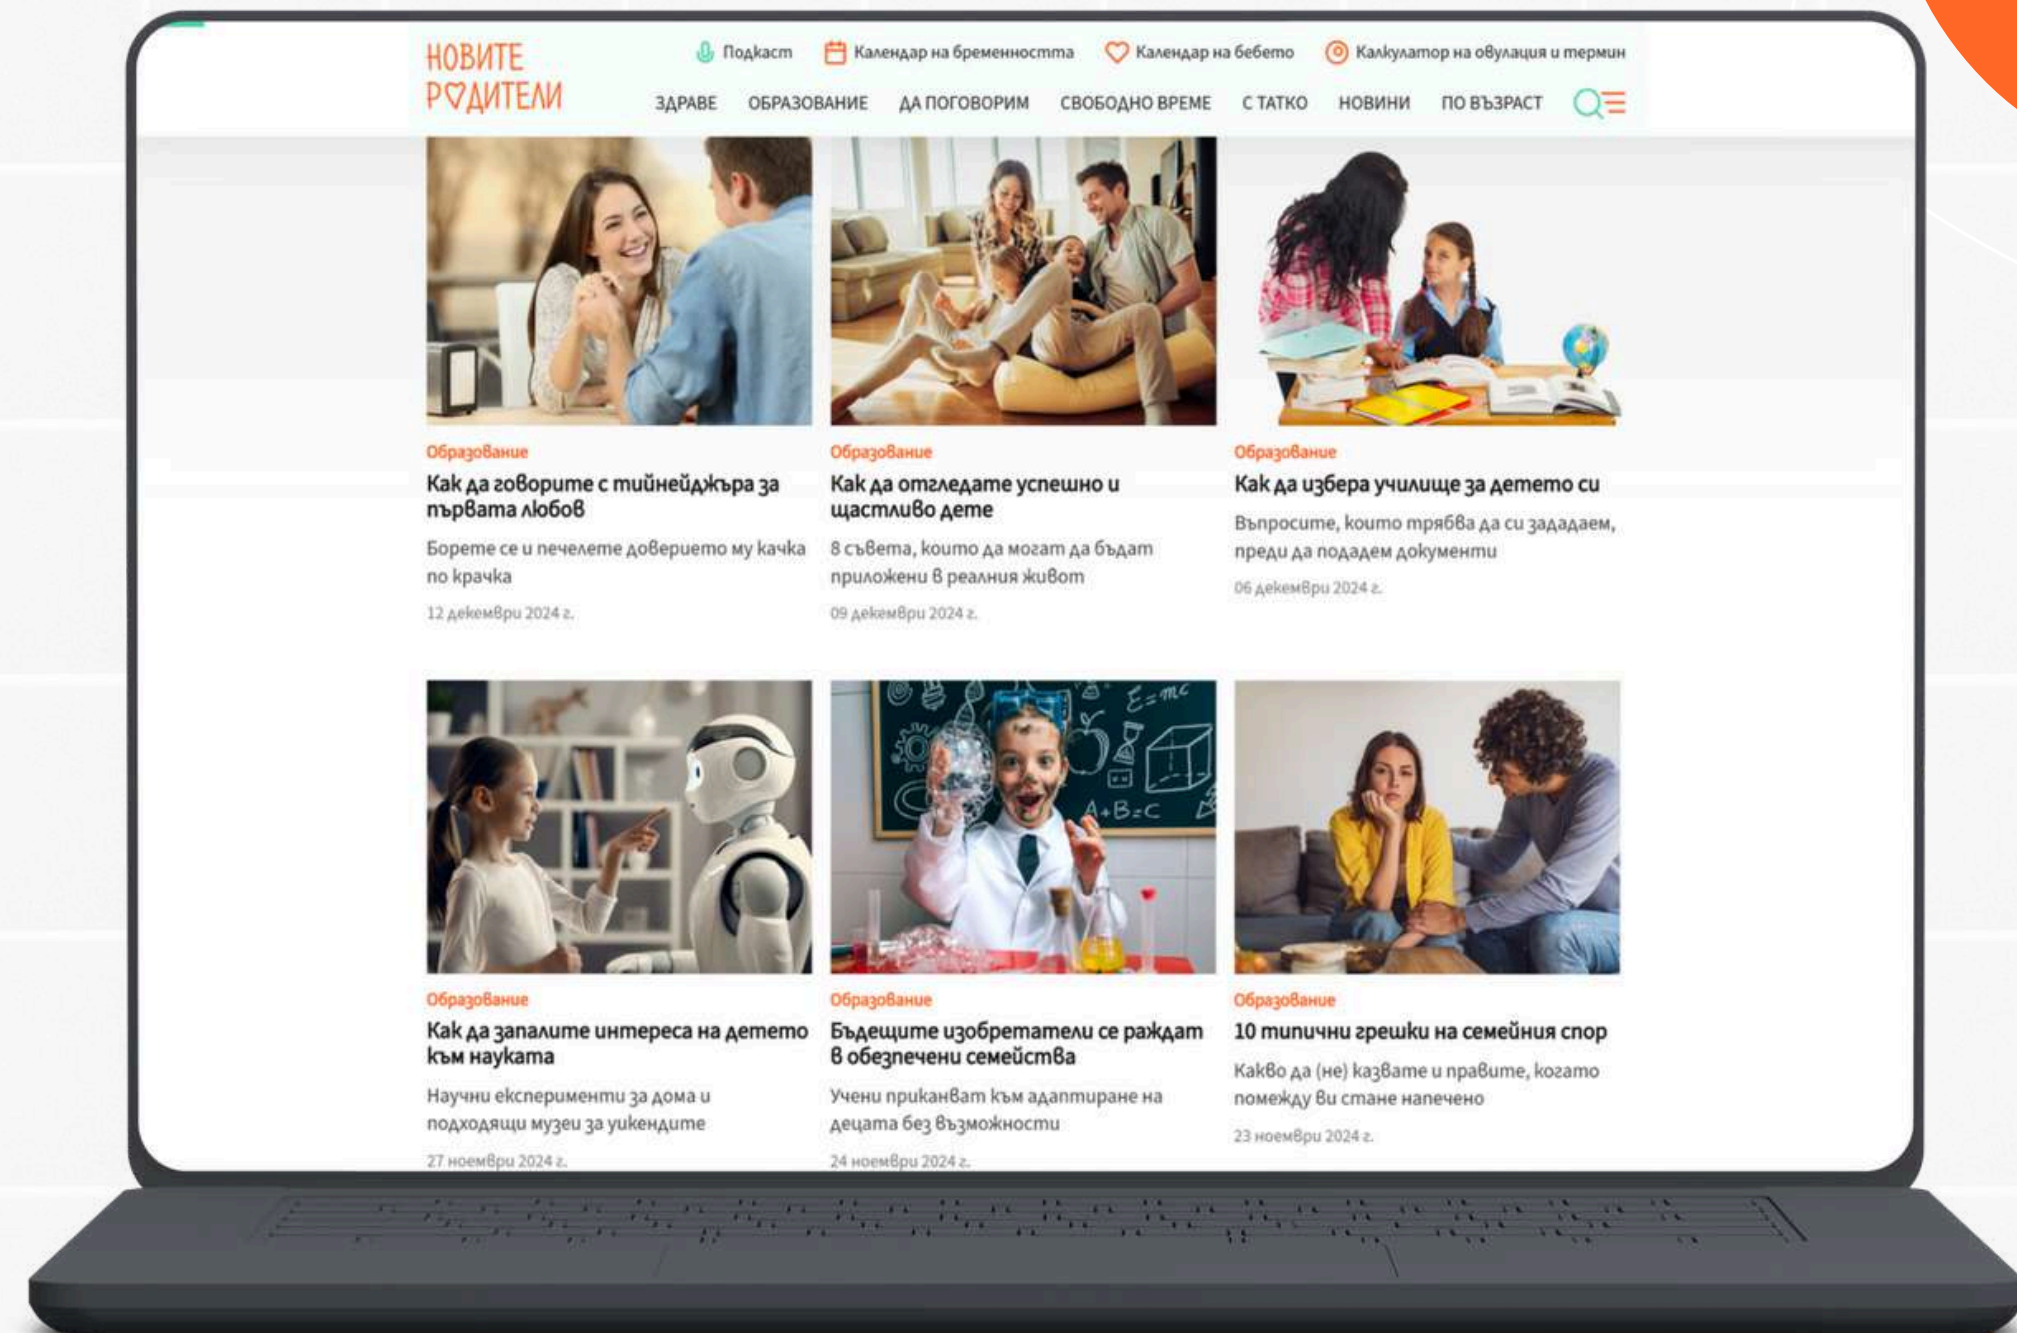 НОВИТЕ
РОДИТЕЛИ
Подкаст
Календар на бременността
Календар на бебето
Калкулатор на овулация и термин
ЗДРАВЕ ОБРАЗОВАНИЕ ДА ПОГОВОРИМ СВОБОДНО ВРЕМЕ С ТАТКО НОВИНИ ПО ВЪЗРАСТ
Образование
Как да говорите с тийнейджъра за
първата любов
Борете се и печелете доверието му качка
по крачка
12 декември 2024 г.
Образование
Как да отгледате успешно и
щастливо дете
8 съвета, които да могат да бъдат
приложени в реалния живот
09 декември 2024 г.
Образование
Как да избера училище за детето си
Въпросите, които трябва да си зададаем,
преди да подадем документи
06 декември 2024 г.
Образование
Как да запалите интереса на детето
към науката
Научни експерименти за дома и
подходящи музеи за уикендите
27 ноември 2024 г.
E=mc
A+B=C
Образование
Бъдещите изобретатели се раждат
в обезпечени семейства
Учени приканват към адаптиране на
децата без възможности
24 ноември 2024 г.
Образование
10 типични грешки на семейния спор
Какво да (не) казвате и правите, когато
помежду ви стане напечено
23 ноември 2024 г.